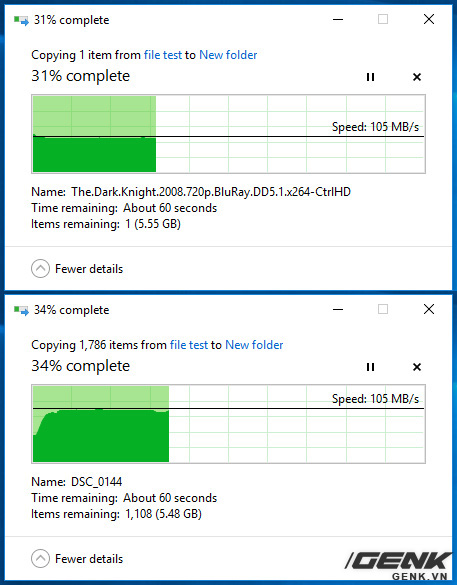 31% complete
Copying 1 item from file test to New folder
31% complete
Speed: 105 MB/s
Name: The.Dark.Knight.2008.720p.BluRay.DD5.1.x264-CtrlHD
Time remaining: About 60 seconds
Items remaining: 1 (5.55 GB)
Fewer details
34% complete
Copying 1,786 items from file test to New folder
34% complete
Speed: 105 MB/s
Name: DSC_0144
Time remaining: About 60 seconds
Items remaining: 1,108 (5.48 GB)
Fewer details
GENK
GENK.VN